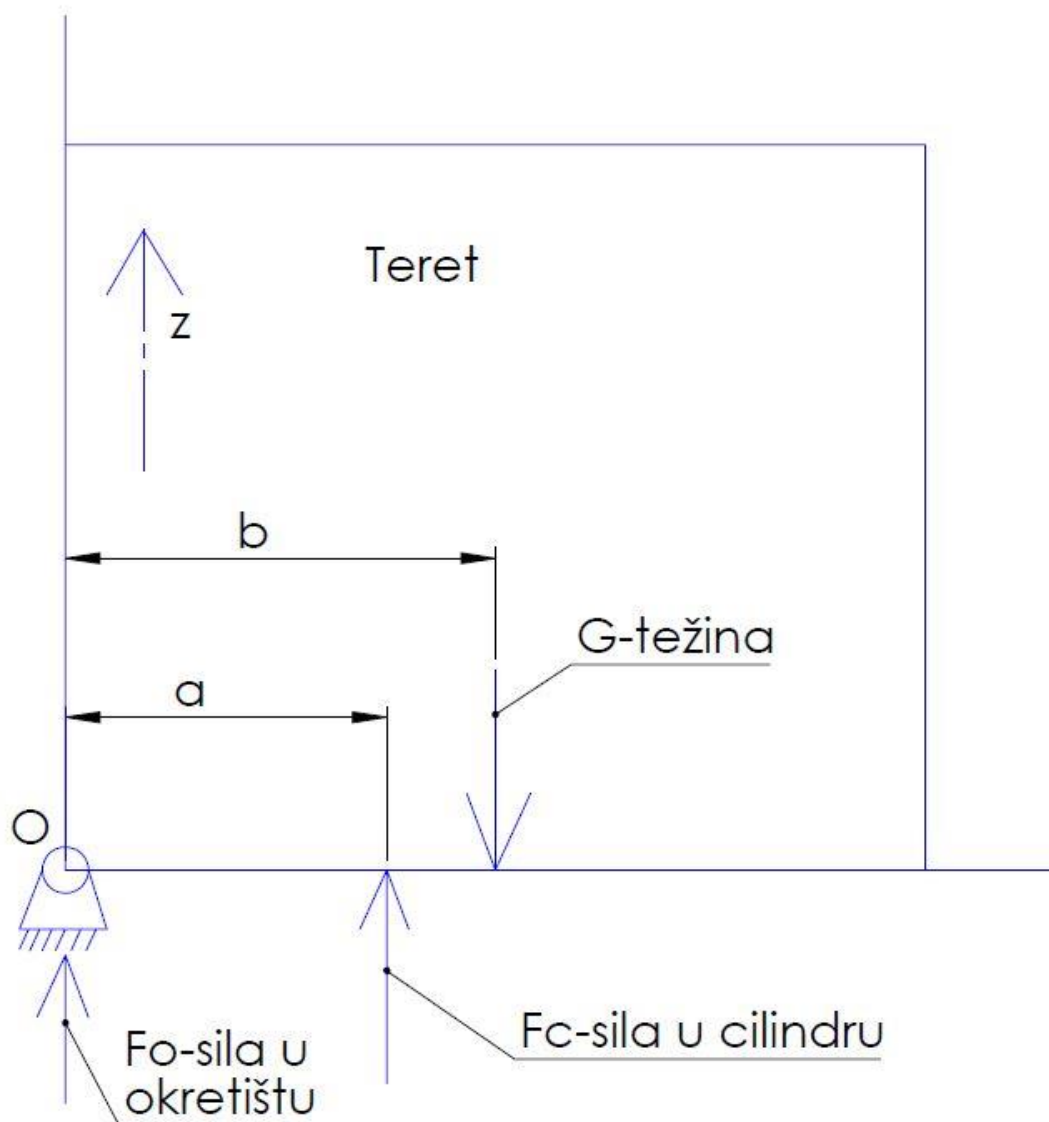 Teret
z
b
G-težina
a
O
Fc-sila u cilindru
Fo-sila u
okretištu